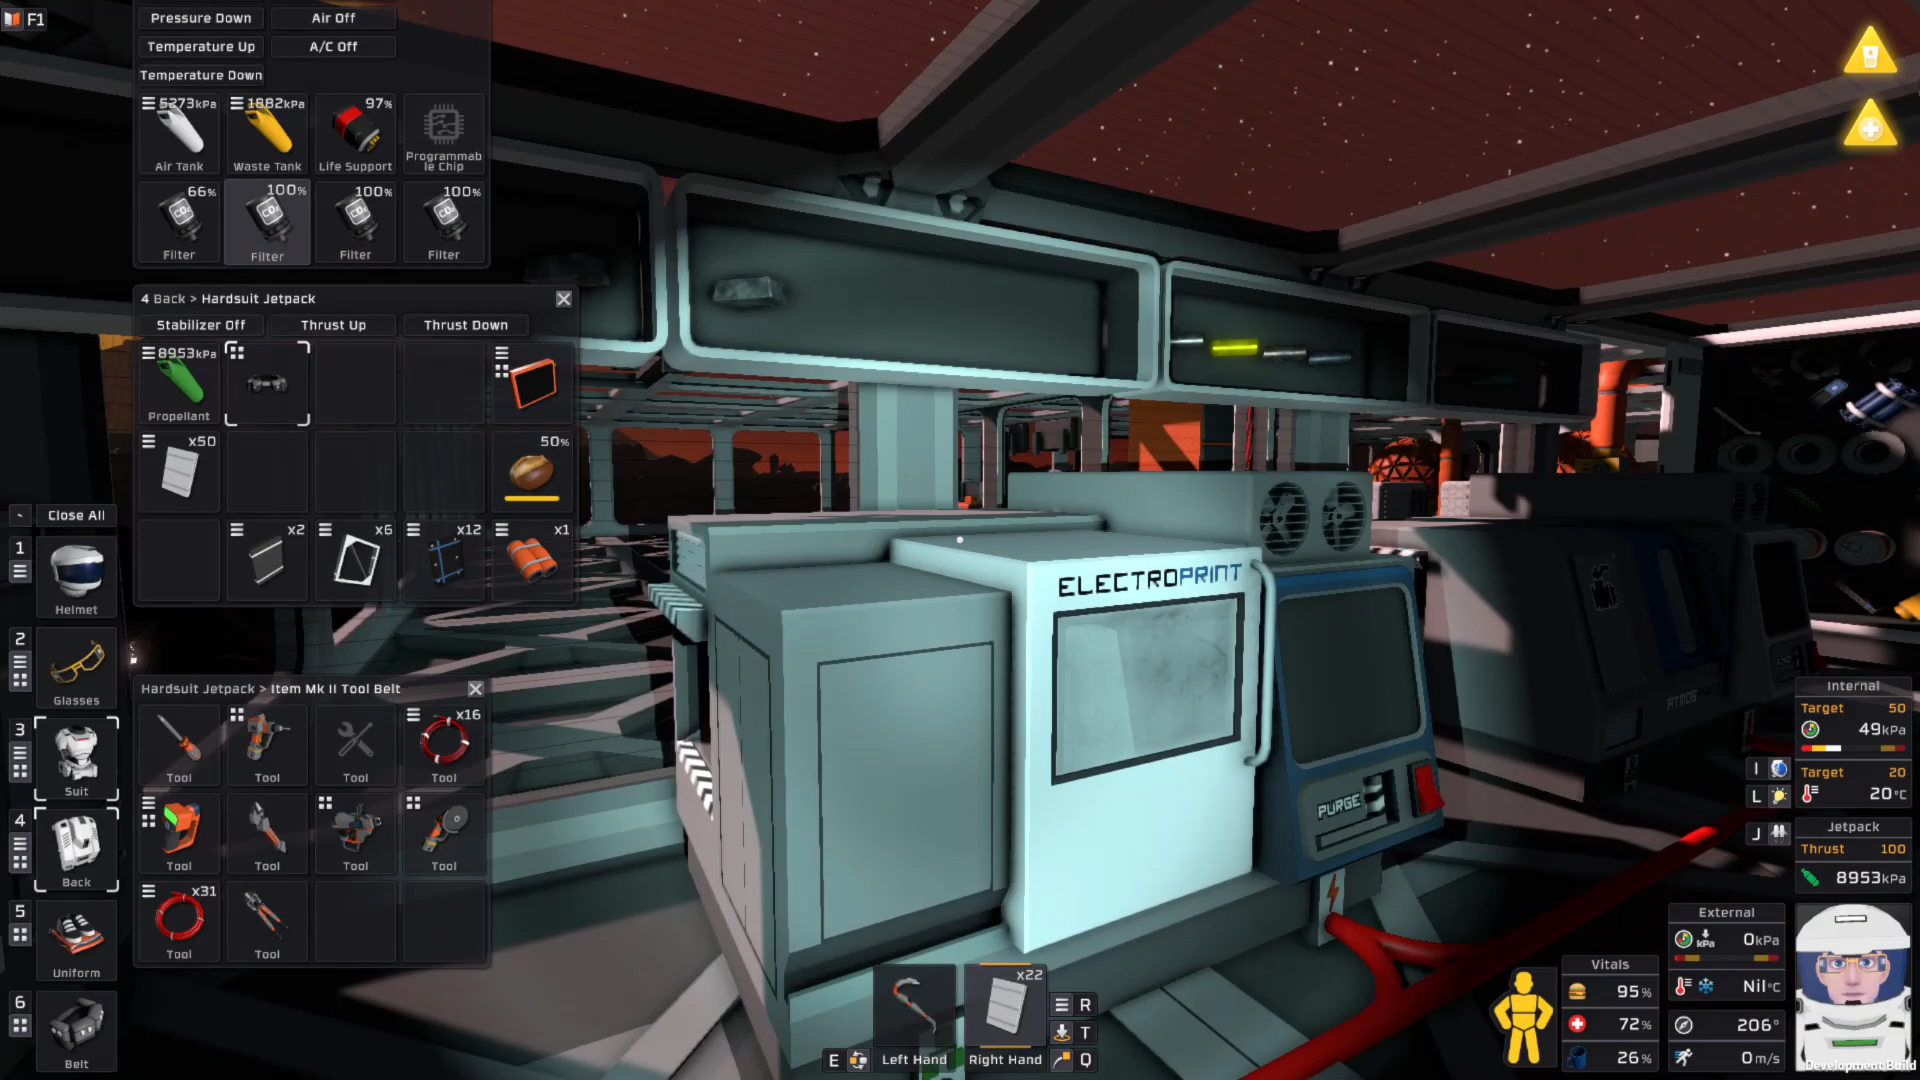 F1
Pressure Down
Air Off
Temperature Up
A/C Off
Temperature Down
5273kPa
1882kPa
97%
Air Tank
Waste Tank
Life Support
Programmab
le Chip
66%
100%
100%
100%
Filter
Filter
Filter
Filter
4 Back > Hardsuit Jetpack
Stabilizer Off
Thrust Up
Thrust Down
8953kPa
Propellant
x50
50%
x2
x6
x12
x1
~
Close All
1
Helmet
2
Glasses
3
Suit
4
Back
5
Uniform
6
Belt
Hardsuit Jetpack > Item Mk II Tool Belt
x16
Tool
Tool
Tool
Tool
Tool
Tool
Tool
Tool
x31
Tool
Tool
ELECTROPRINT
PURGE
ATMOS
x22
R
T
E
Left Hand
Right Hand
Q
Internal
Target 50
49kPa
Target 20
20°C
I
L
J
Jetpack
Thrust 100
8953kPa
External
kPa
0kPa
Nil°C
206°
0m/s
Vitals
95%
72%
26%
Development Build